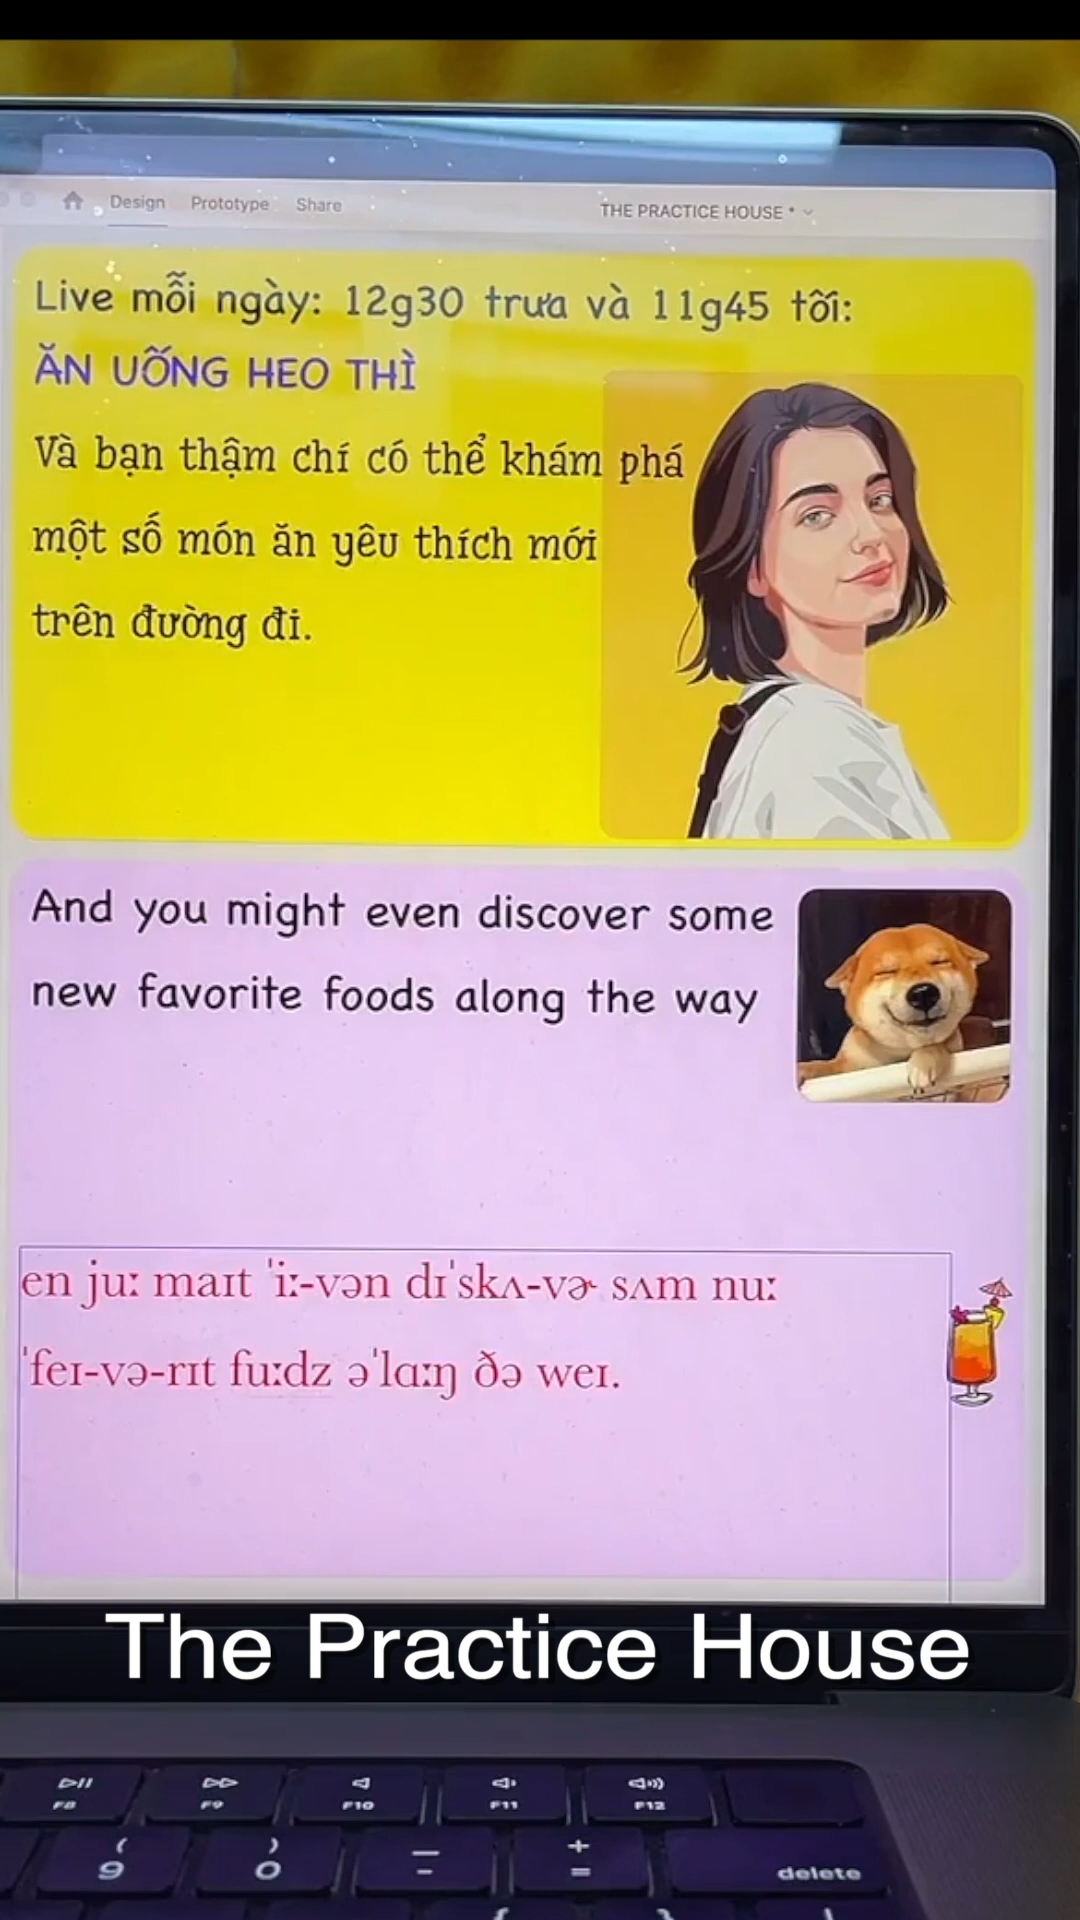 Design Prototype Share THE PRACTICE HOUSE *
Live mỗi ngày: 12g30 trưa và 11g45 tối:
ĂN UỐNG HEO THÌ
Và bạn thậm chí có thể khám phá
một số món ăn yêu thích mới
trên đường đi.
And you might even discover some
new favorite foods along the way
en juː maɪt ˈiː-vən dɪˈskʌ-vɚ sʌm nuː
ˈfeɪ-və-rɪt fuːdz əˈlɑːŋ ðə weɪ.
The Practice House
F8 F9 F10 F11 F12
( ) — +
9 0 - = delete